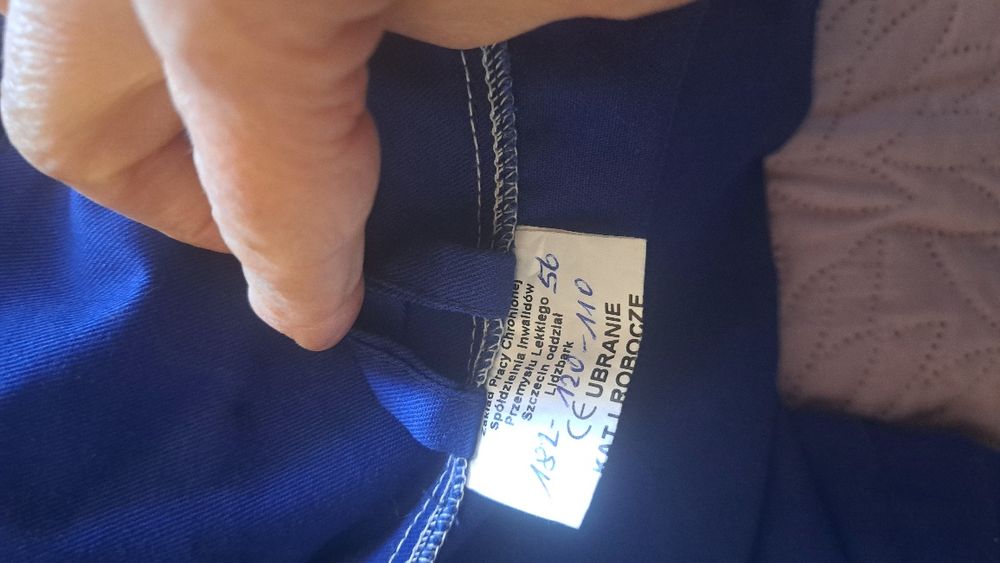 Zakład Pracy Chronionej
Spółdzielnia Inwalidów
Przemysłu Lekkiego 56
Szczecin oddział
Lidzbark
182-120-110
CE UBRANIE
KAT.I ROBOCZE